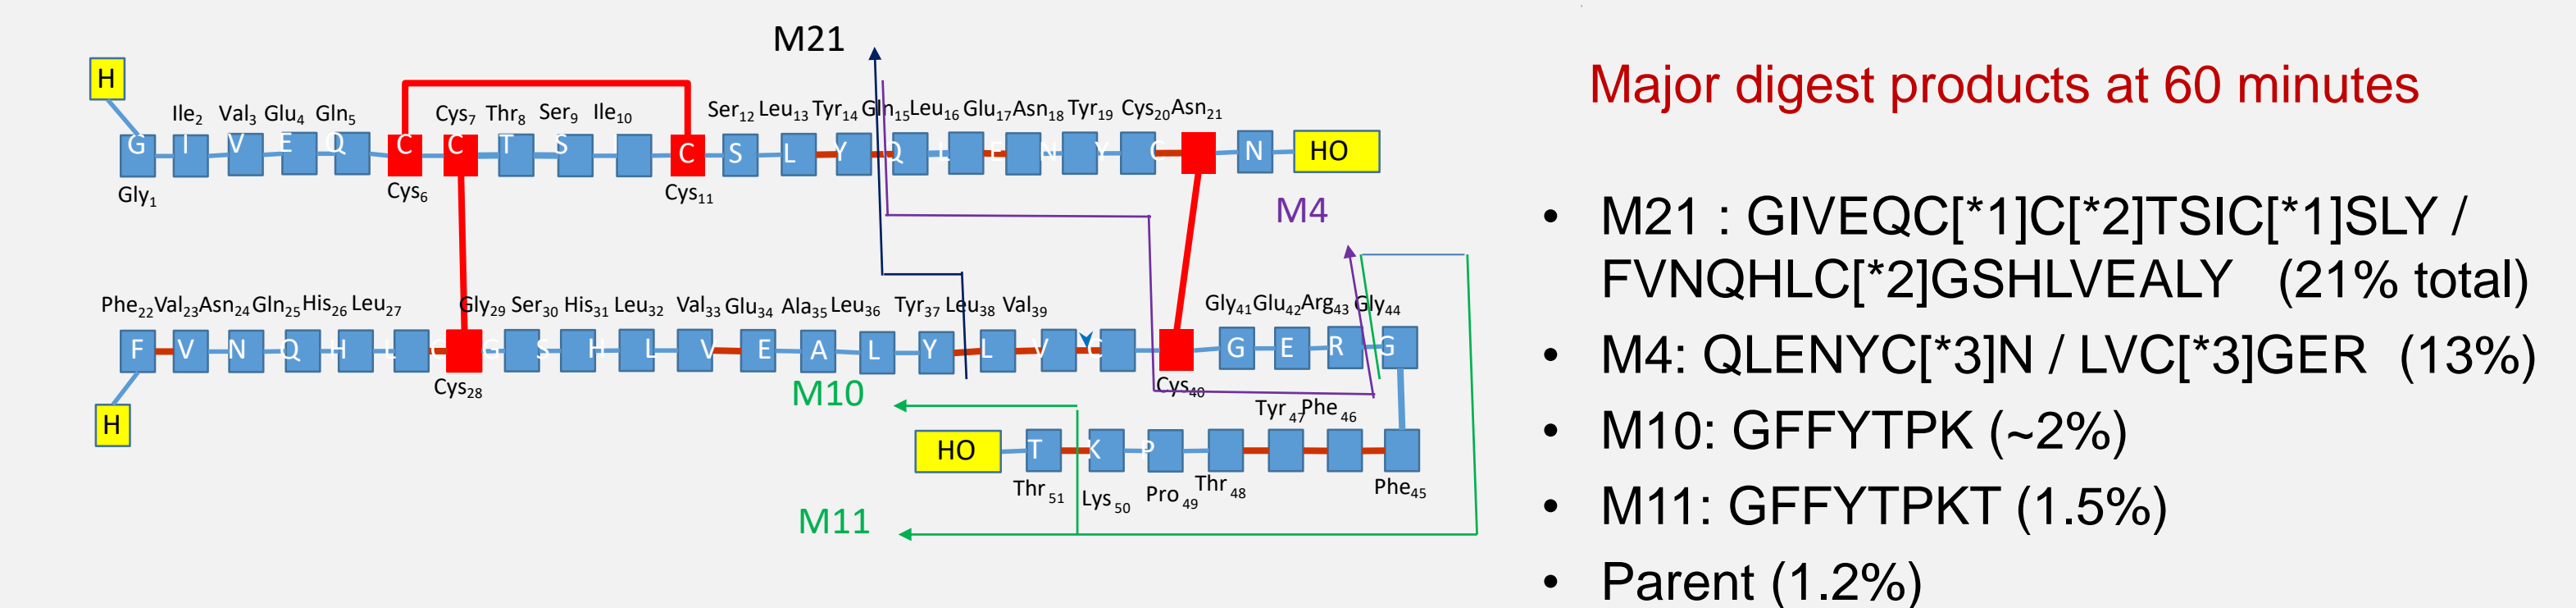 M21
H
Ile2 Val3 Glu4 Gln5 Cys7 Thr8 Ser9 Ile10 Ser12 Leu13 Tyr14 Gln15 Leu16 Glu17 Asn18 Tyr19 Cys20 Asn21
G I V E Q C C T S I C S L Y Q L E N Y C N HO
Gly1 Cys6 Cys11
M4
Phe22 Val23 Asn24 Gln25 His26 Leu27 Gly29 Ser30 His31 Leu32 Val33 Glu34 Ala35 Leu36 Tyr37 Leu38 Val39 Gly41 Glu42 Arg43 Gly44
F V N Q H L C G S H L V E A L Y L V C G E R G
Cys28 Cys40
M10
H
Tyr 47 Phe 46
HO T K P
Thr 51 Lys 50 Pro 49 Thr 48 Phe45
M11
Major digest products at 60 minutes
• M21 : GIVEQC[*1]C[*2]TSIC[*1]SLY /
FVNQHLC[*2]GSHLVEALY (21% total)
• M4: QLENYC[*3]N / LVC[*3]GER (13%)
• M10: GFFYTPK (~2%)
• M11: GFFYTPKT (1.5%)
• Parent (1.2%)